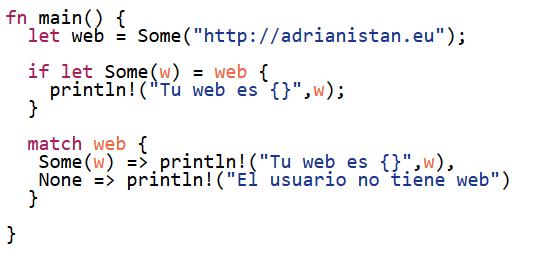 fn main() {
  let web = Some("http://adrianistan.eu");

  if let Some(w) = web {
    println!("Tu web es {}",w);
  }

  match web {
   Some(w) => println!("Tu web es {}",w),
   None => println!("El usuario no tiene web")
  }

}